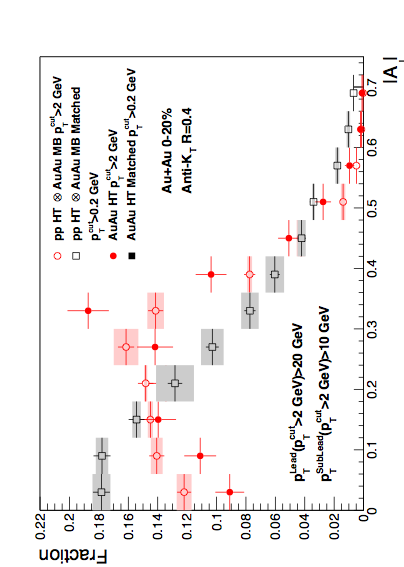 Fraction
0.22
0.2
0.18
0.16
0.14
0.12
0.1
0.08
0.06
0.04
0.02
0
0
0.1
0.2
0.3
0.4
0.5
0.6
0.7
|A
pp HT ⊗ AuAu MB p_T^cut>2 GeV
pp HT ⊗ AuAu MB Matched
p_T^cut>0.2 GeV
AuAu HT p_T^cut>2 GeV
AuAu HT Matched p_T^cut>0.2 GeV
Au+Au 0-20%
Anti-K_T R=0.4
p_T^Lead(p_T^cut>2 GeV)>20 GeV
p_T^SubLead(p_T^cut>2 GeV)>10 GeV